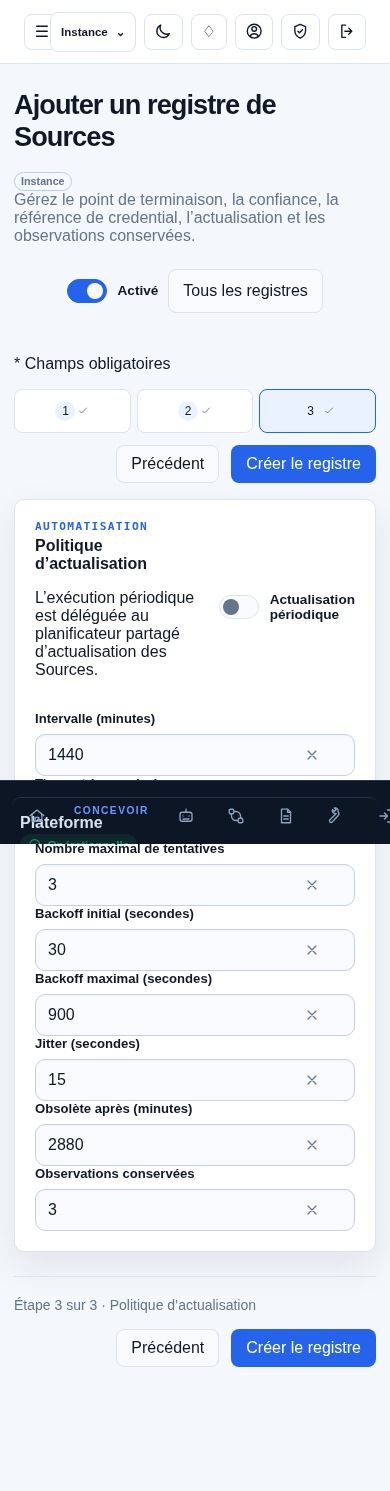 Instance
Ajouter un registre de
Sources
Instance
Gérez le point de terminaison, la confiance, la
référence de credential, l’actualisation et les
observations conservées.
Activé
Tous les registres
* Champs obligatoires
1
2
3
Précédent
Créer le registre
AUTOMATISATION
Politique
d’actualisation
L’exécution périodique
est déléguée au
planificateur partagé
d’actualisation des
Sources.
Actualisation
périodique
Intervalle (minutes)
1440
CONCEVOIR
Plateforme
Nombre maximal de tentatives
3
Backoff initial (secondes)
30
Backoff maximal (secondes)
900
Jitter (secondes)
15
Obsolète après (minutes)
2880
Observations conservées
3
Étape 3 sur 3 · Politique d’actualisation
Précédent
Créer le registre